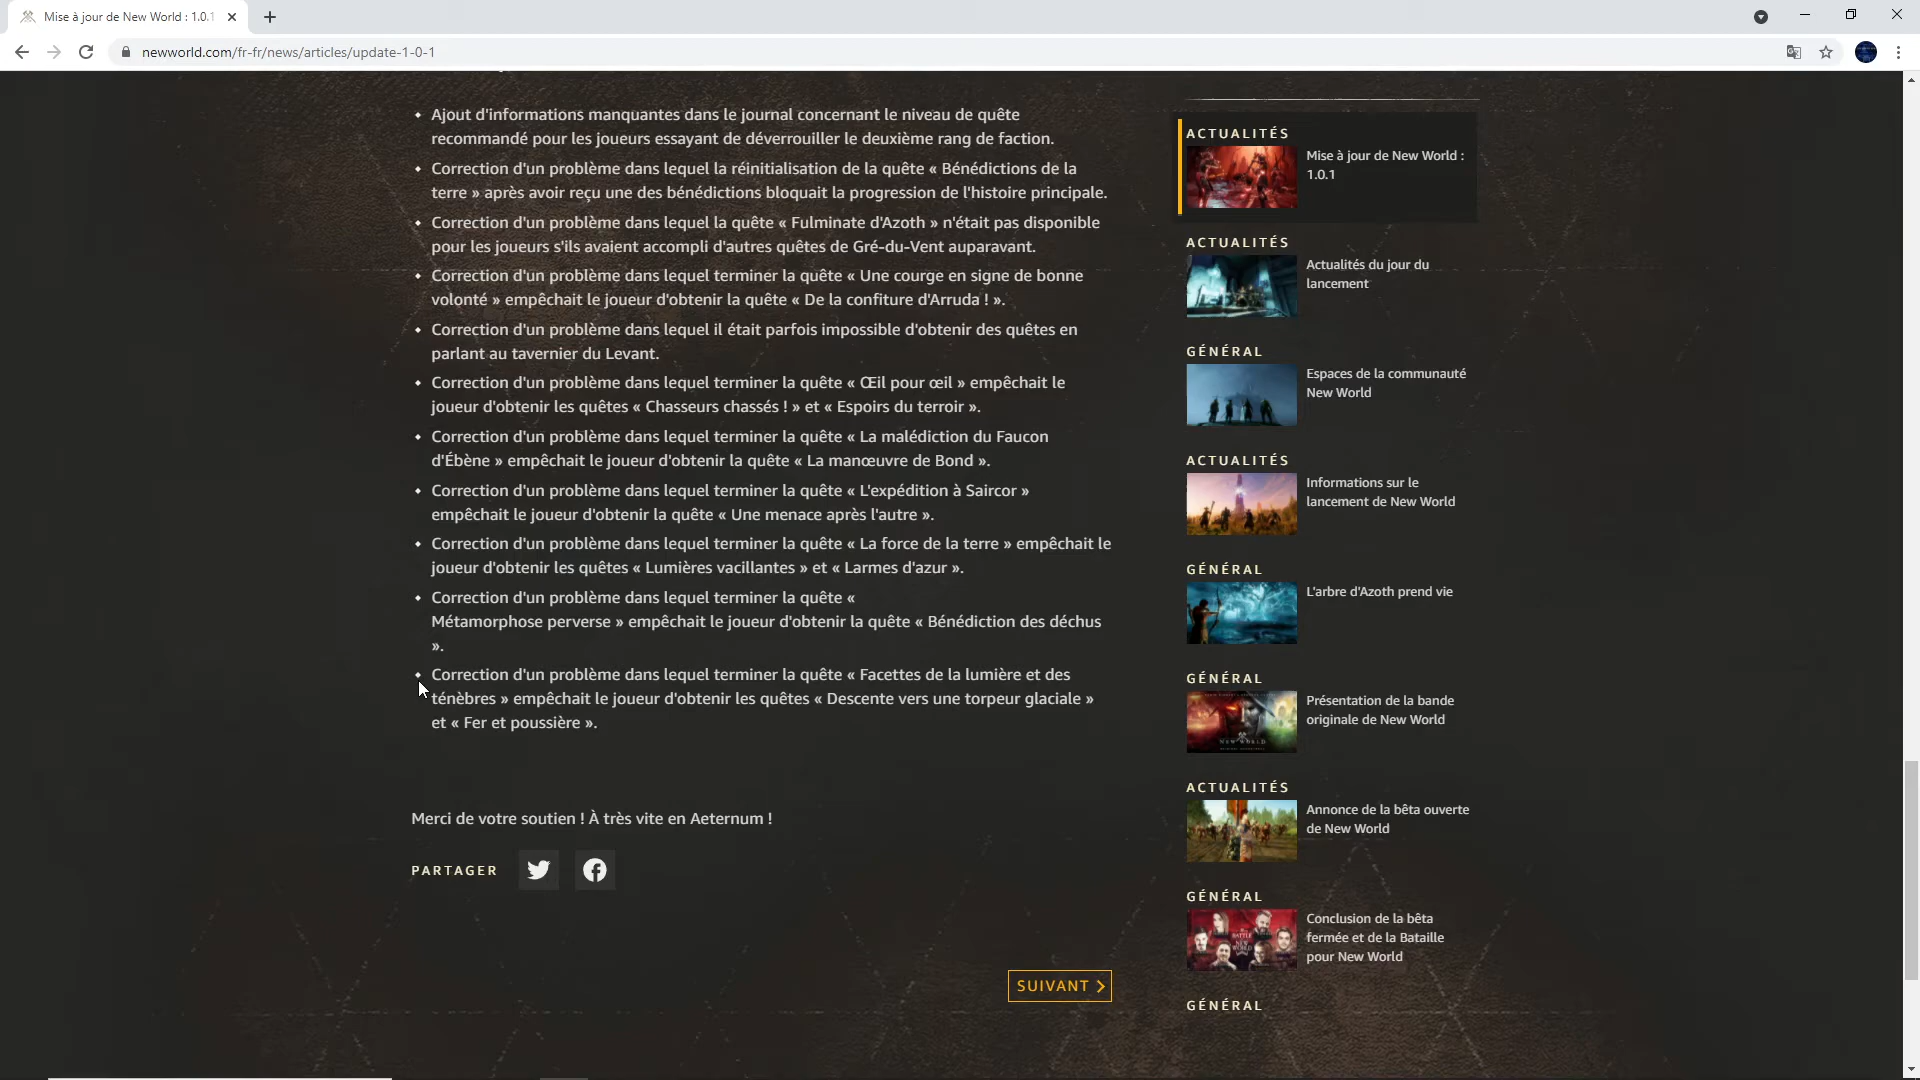 Mise à jour de New World : 1.0.1
newworld.com/fr-fr/news/articles/update-1-0-1
Ajout d'informations manquantes dans le journal concernant le niveau de quête
recommandé pour les joueurs essayant de déverrouiller le deuxième rang de faction.
Correction d'un problème dans lequel la réinitialisation de la quête « Bénédictions de la
terre » après avoir reçu une des bénédictions bloquait la progression de l'histoire principale.
Correction d'un problème dans lequel la quête « Fulminate d'Azoth » n'était pas disponible
pour les joueurs s'ils avaient accompli d'autres quêtes de Gré-du-Vent auparavant.
Correction d'un problème dans lequel terminer la quête « Une courge en signe de bonne
volonté » empêchait le joueur d'obtenir la quête « De la confiture d'Arruda ! ».
Correction d'un problème dans lequel il était parfois impossible d'obtenir des quêtes en
parlant au tavernier du Levant.
Correction d'un problème dans lequel terminer la quête « Œil pour œil » empêchait le
joueur d'obtenir les quêtes « Chasseurs chassés ! » et « Espoirs du terroir ».
Correction d'un problème dans lequel terminer la quête « La malédiction du Faucon
d'Ébène » empêchait le joueur d'obtenir la quête « La manœuvre de Bond ».
Correction d'un problème dans lequel terminer la quête « L'expédition à Saircor »
empêchait le joueur d'obtenir la quête « Une menace après l'autre ».
Correction d'un problème dans lequel terminer la quête « La force de la terre » empêchait le
joueur d'obtenir les quêtes « Lumières vacillantes » et « Larmes d'azur ».
Correction d'un problème dans lequel terminer la quête «
Métamorphose perverse » empêchait le joueur d'obtenir la quête « Bénédiction des déchus
».
Correction d'un problème dans lequel terminer la quête « Facettes de la lumière et des
ténèbres » empêchait le joueur d'obtenir les quêtes « Descente vers une torpeur glaciale »
et « Fer et poussière ».
Merci de votre soutien ! À très vite en Aeternum !
PARTAGER
SUIVANT
ACTUALITÉS
Mise à jour de New World :
1.0.1
ACTUALITÉS
Actualités du jour du
lancement
GÉNÉRAL
Espaces de la communauté
New World
ACTUALITÉS
Informations sur le
lancement de New World
GÉNÉRAL
L'arbre d'Azoth prend vie
GÉNÉRAL
Présentation de la bande
originale de New World
NEW WORLD
ACTUALITÉS
Annonce de la bêta ouverte
de New World
GÉNÉRAL
Conclusion de la bêta
fermée et de la Bataille
pour New World
GÉNÉRAL